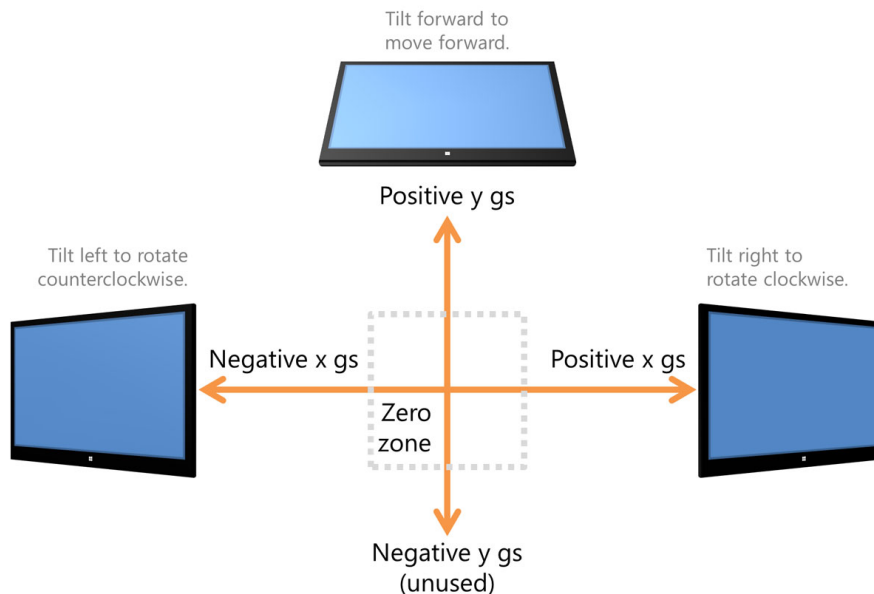 Tilt forward to
move forward.
Positive y gs
Tilt left to rotate
counterclockwise.
Tilt right to
rotate clockwise.
Negative x gs
Positive x gs
Zero
zone
Negative y gs
(unused)